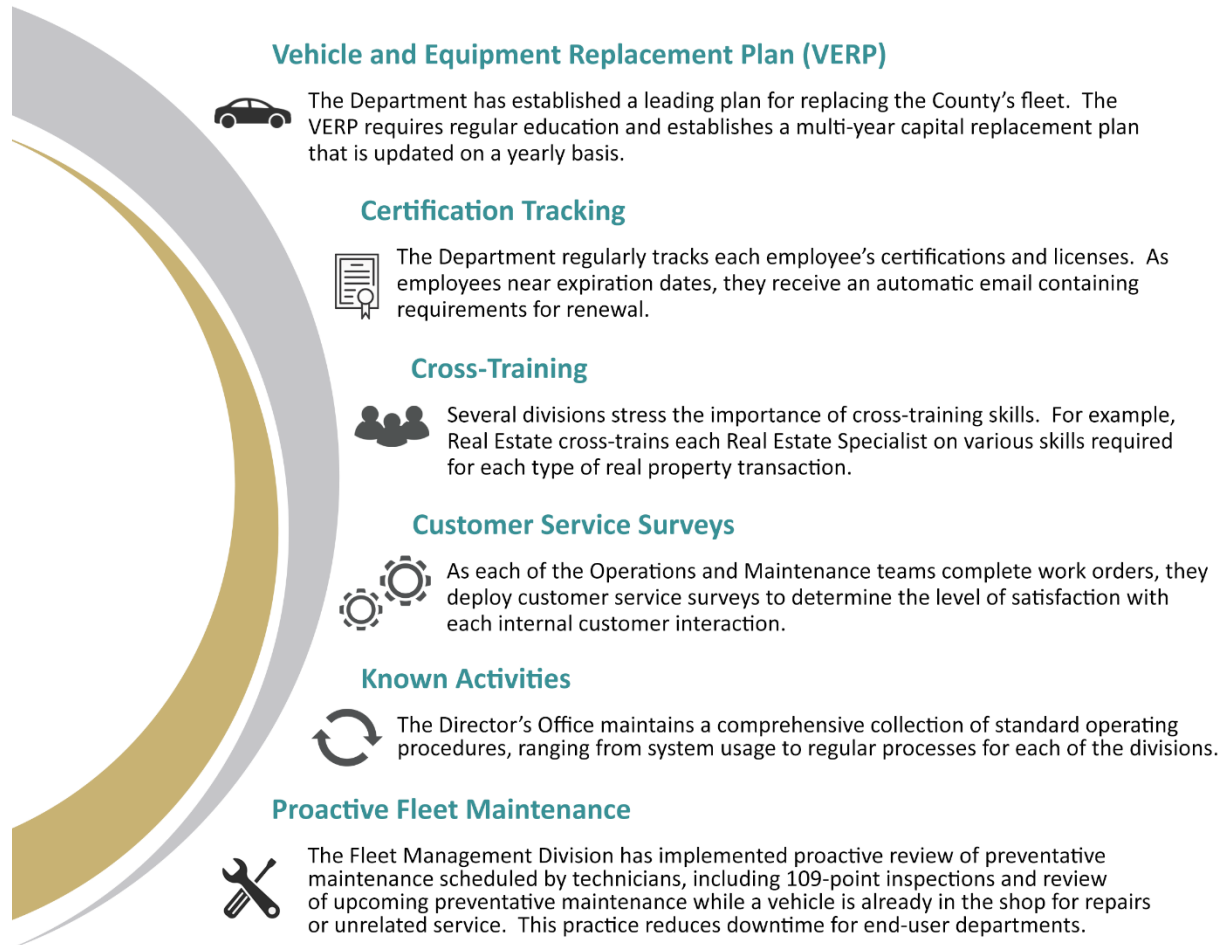 Vehicle and Equipment Replacement Plan (VERP)
The Department has established a leading plan for replacing the County's fleet.  The
VERP requires regular education and establishes a multi-year capital replacement plan
that is updated on a yearly basis.
Certification Tracking
The Department regularly tracks each employee's certifications and licenses.  As
employees near expiration dates, they receive an automatic email containing
requirements for renewal.
Cross-Training
Several divisions stress the importance of cross-training skills.  For example,
Real Estate cross-trains each Real Estate Specialist on various skills required
for each type of real property transaction.
Customer Service Surveys
As each of the Operations and Maintenance teams complete work orders, they
deploy customer service surveys to determine the level of satisfaction with
each internal customer interaction.
Known Activities
The Director's Office maintains a comprehensive collection of standard operating
procedures, ranging from system usage to regular processes for each of the divisions.
Proactive Fleet Maintenance
The Fleet Management Division has implemented proactive review of preventative
maintenance scheduled by technicians, including 109-point inspections and review
of upcoming preventative maintenance while a vehicle is already in the shop for repairs
or unrelated service.  This practice reduces downtime for end-user departments.